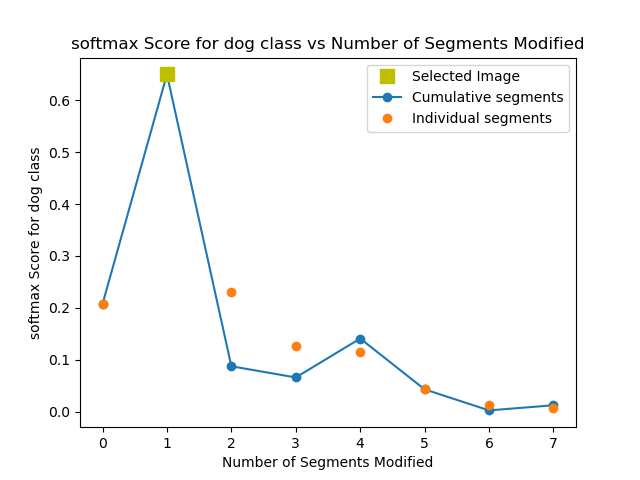 softmax Score for dog class vs Number of Segments Modified
Selected Image
Cumulative segments
Individual segments
softmax Score for dog class
0.6
0.5
0.4
0.3
0.2
0.1
0.0
0 1 2 3 4 5 6 7
Number of Segments Modified